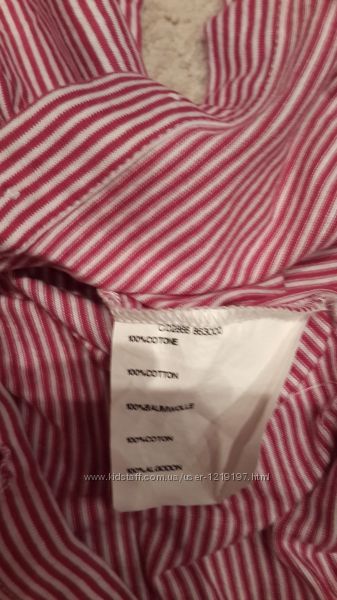 100%COTONE
100%COTTON
100%BAUMWOLLE
100%COTON
100%ALGODON
www.kidstaff.com.ua/user-1219197.html